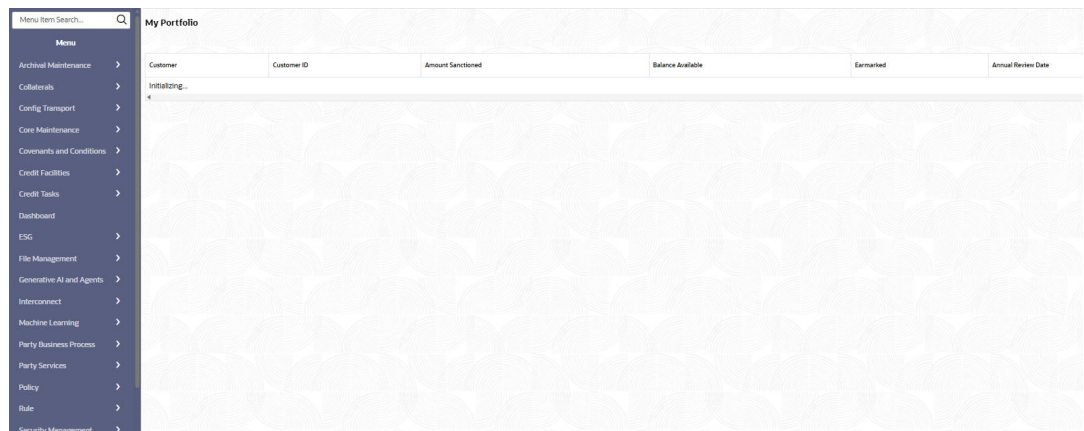 Menu Item Search...
Menu
Archival Maintenance
Collaterals
Config Transport
Core Maintenance
Covenants and Conditions
Credit Facilities
Credit Tasks
Dashboard
ESG
File Management
Generative AI and Agents
Interconnect
Machine Learning
Party Business Process
Party Services
Policy
Rule
Security Management
My Portfolio
Customer Customer ID Amount Sanctioned Balance Available Earmarked Annual Review Date
Initializing...